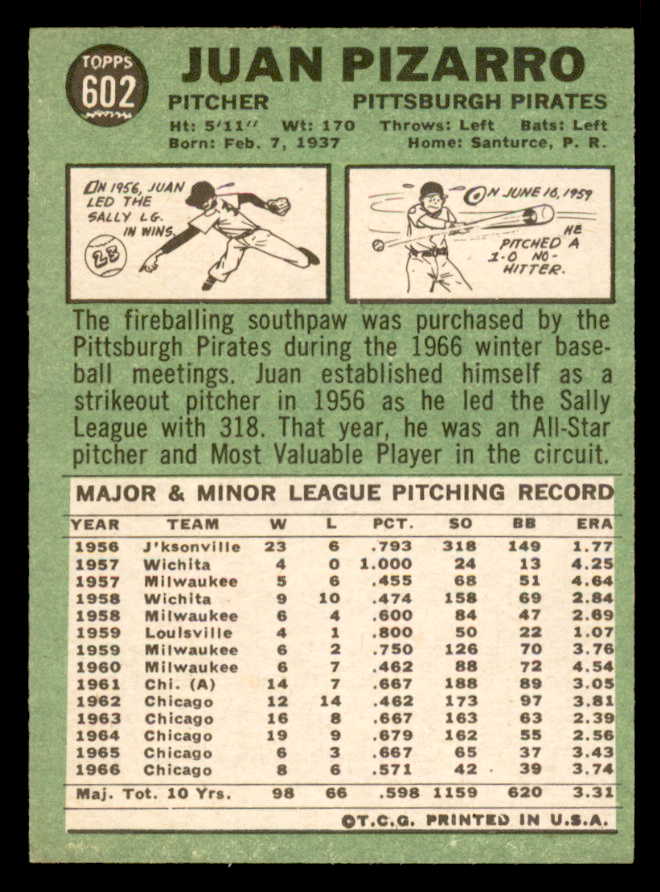 TOPPS
602
JUAN PIZARRO
PITCHER PITTSBURGH PIRATES
Ht: 5'11" Wt: 170 Throws: Left Bats: Left
Born: Feb. 7, 1937 Home: Santurce, P. R.
IN 1956, JUAN
LED THE
SALLY LG.
IN WINS
23
ON JUNE 10, 1959
HE
PITCHED A
1-0 NO-
HITTER.
The fireballing southpaw was purchased by the
Pittsburgh Pirates during the 1966 winter base-
ball meetings. Juan established himself as a
strikeout pitcher in 1956 as he led the Sally
League with 318. That year, he was an All-Star
pitcher and Most Valuable Player in the circuit.
MAJOR & MINOR LEAGUE PITCHING RECORD
YEAR TEAM W L PCT. SO BB ERA
1956 J'ksonville 23 6 .793 318 149 1.77
1957 Wichita 4 0 1.000 24 13 4.25
1957 Milwaukee 5 6 .455 68 51 4.64
1958 Wichita 9 10 .474 158 69 2.84
1958 Milwaukee 6 4 .600 84 47 2.69
1959 Louisville 4 1 .800 50 22 1.07
1959 Milwaukee 6 2 .750 126 70 3.76
1960 Milwaukee 6 7 .462 88 72 4.54
1961 Chi. (A) 14 7 .667 188 89 3.05
1962 Chicago 12 14 .462 173 97 3.81
1963 Chicago 16 8 .667 163 63 2.39
1964 Chicago 19 9 .679 162 55 2.56
1965 Chicago 6 3 .667 65 37 3.43
1966 Chicago 8 6 .571 42 39 3.74
Maj. Tot. 10 Yrs. 98 66 .598 1159 620 3.31
©T.C.G. PRINTED IN U.S.A.